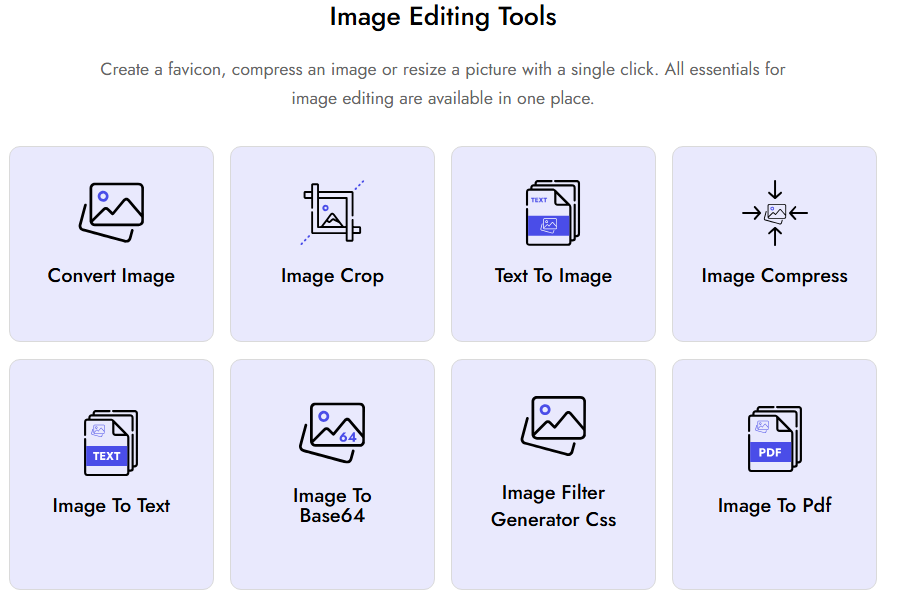 Image Editing Tools
Create a favicon, compress an image or resize a picture with a single click. All essentials for
image editing are available in one place.
TEXT
Convert Image
Image Crop
Text To Image
Image Compress
TEXT
64
PDF
Image To Text
Image To
Base64
Image Filter
Generator Css
Image To Pdf